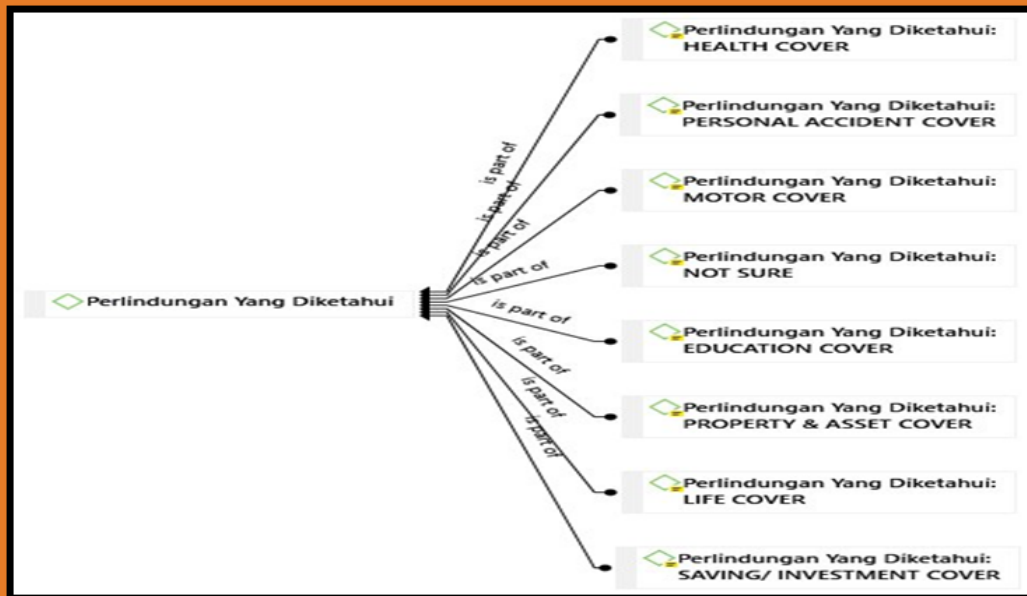 Perlindungan Yang Diketahui:
HEALTH COVER
Perlindungan Yang Diketahui:
PERSONAL ACCIDENT COVER
Perlindungan Yang Diketahui:
MOTOR COVER
Perlindungan Yang Diketahui:
NOT SURE
Perlindungan Yang Diketahui
Perlindungan Yang Diketahui:
EDUCATION COVER
Perlindungan Yang Diketahui:
PROPERTY & ASSET COVER
Perlindungan Yang Diketahui:
LIFE COVER
Perlindungan Yang Diketahui:
SAVING/ INVESTMENT COVER
is part of
is part of
is part of
is part of
is part of
is part of
is part of
is part of